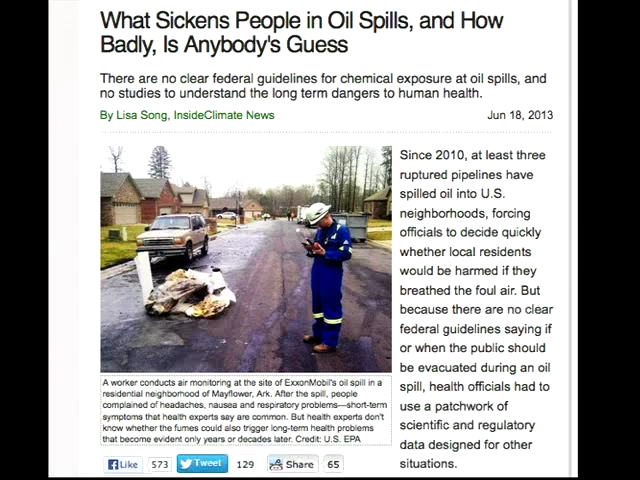 What Sickens People in Oil Spills, and How
Badly, Is Anybody's Guess
There are no clear federal guidelines for chemical exposure at oil spills, and
no studies to understand the long term dangers to human health.
By Lisa Song, InsideClimate News
Jun 18, 2013
Since 2010, at least three
ruptured pipelines have
spilled oil into U.S.
neighborhoods, forcing
officials to decide quickly
whether local residents
would be harmed if they
breathed the foul air. But
because there are no clear
federal guidelines saying if
or when the public should
be evacuated during an oil
spill, health officials had to
use a patchwork of
scientific and regulatory
data designed for other
situations.
A worker conducts air monitoring at the site of ExxonMobil's oil spill in a
residential neighborhood of Mayflower, Ark. After the spill, people
complained of headaches, nausea and respiratory problems—short-term
symptoms that health experts say are common. But health experts don't
know whether the fumes could also trigger long-term health problems
that become evident only years or decades later. Credit: U.S. EPA
Like 573 Tweet 129 Share 65